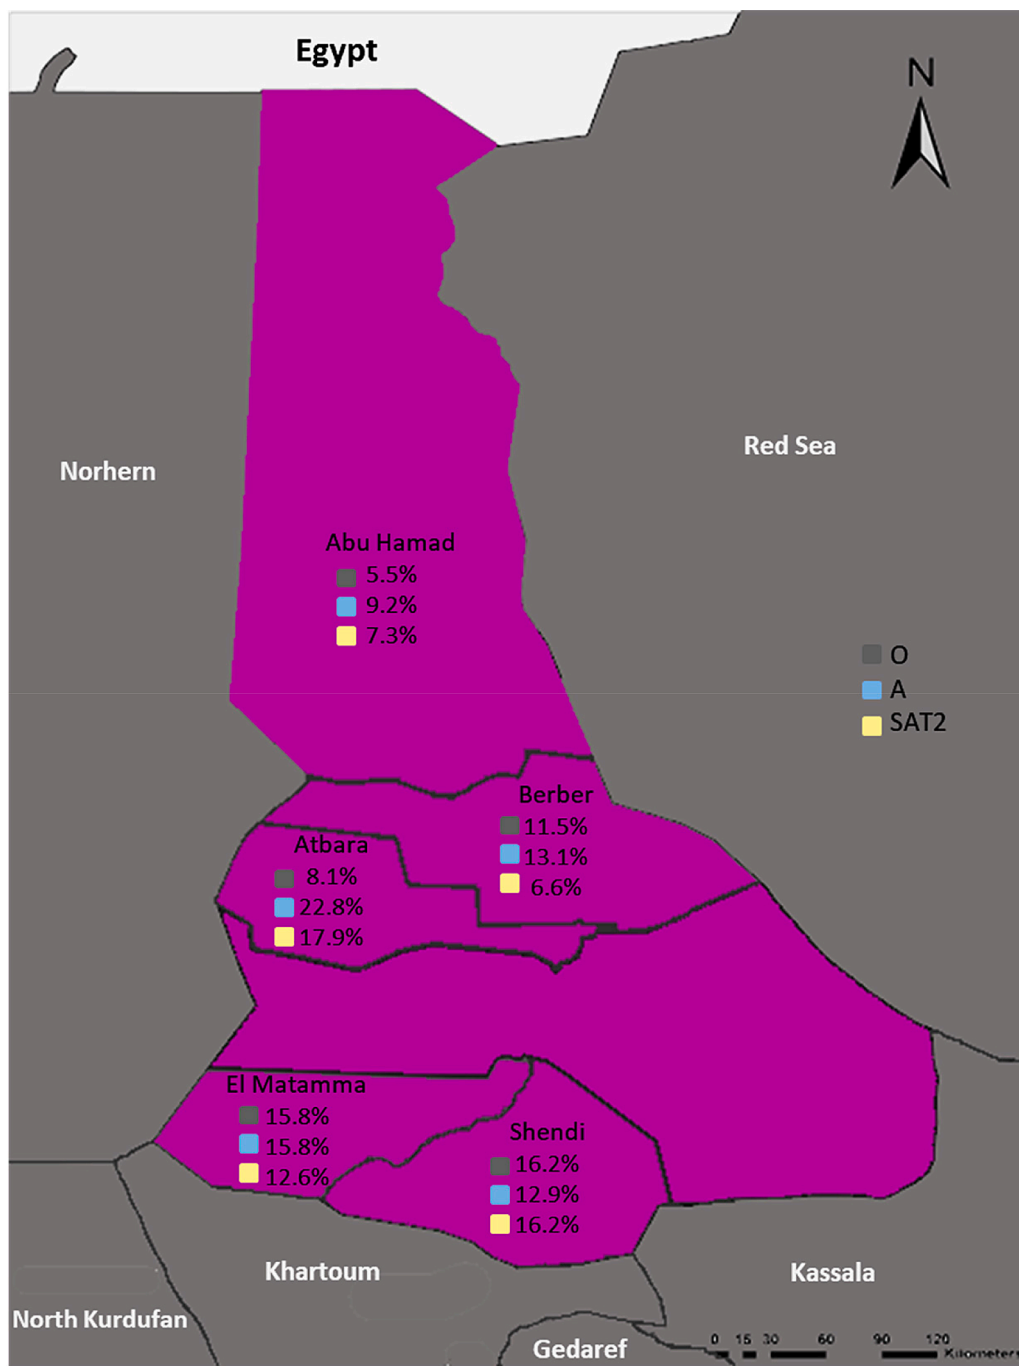 Egypt
N
Norhern
Red Sea
Abu Hamad
5.5%
9.2%
7.3%
O
A
SAT2
Berber
11.5%
13.1%
6.6%
Atbara
8.1%
22.8%
17.9%
El Matamma
15.8%
15.8%
12.6%
Shendi
16.2%
12.9%
16.2%
Khartoum
Kassala
North Kurdufan
Gedaref
0 15 30 60 90 120
Kilometers